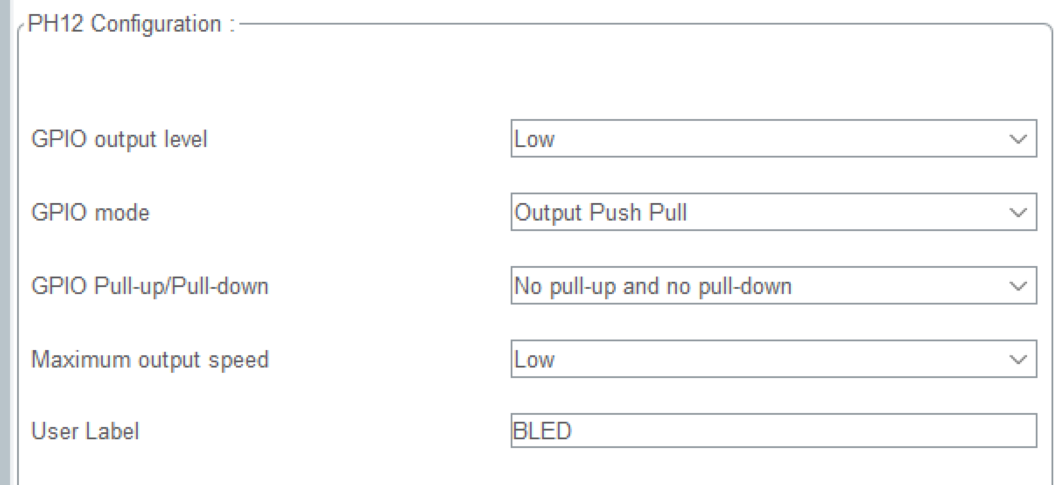 PH12 Configuration :
GPIO output level Low
GPIO mode Output Push Pull
GPIO Pull-up/Pull-down No pull-up and no pull-down
Maximum output speed Low
User Label BLED